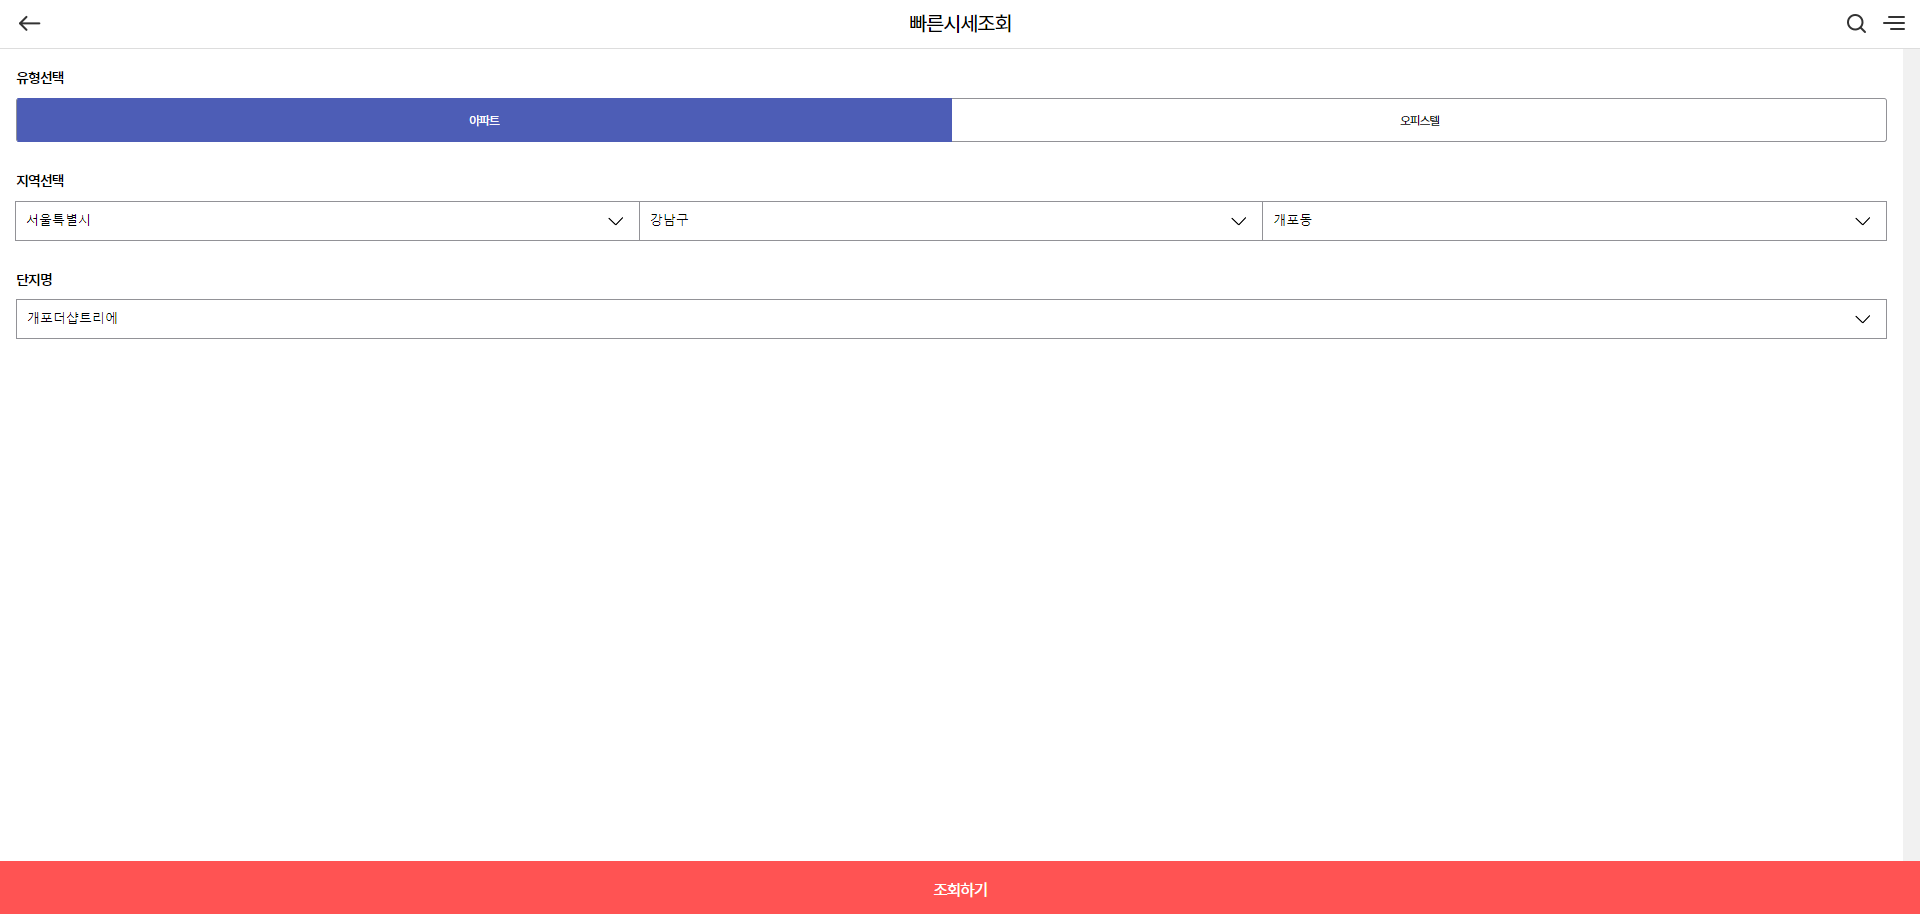 빠른시세조회
유형선택
아파트 오피스텔
지역선택
서울특별시 강남구 개포동
단지명
개포더샵트리에
조회하기